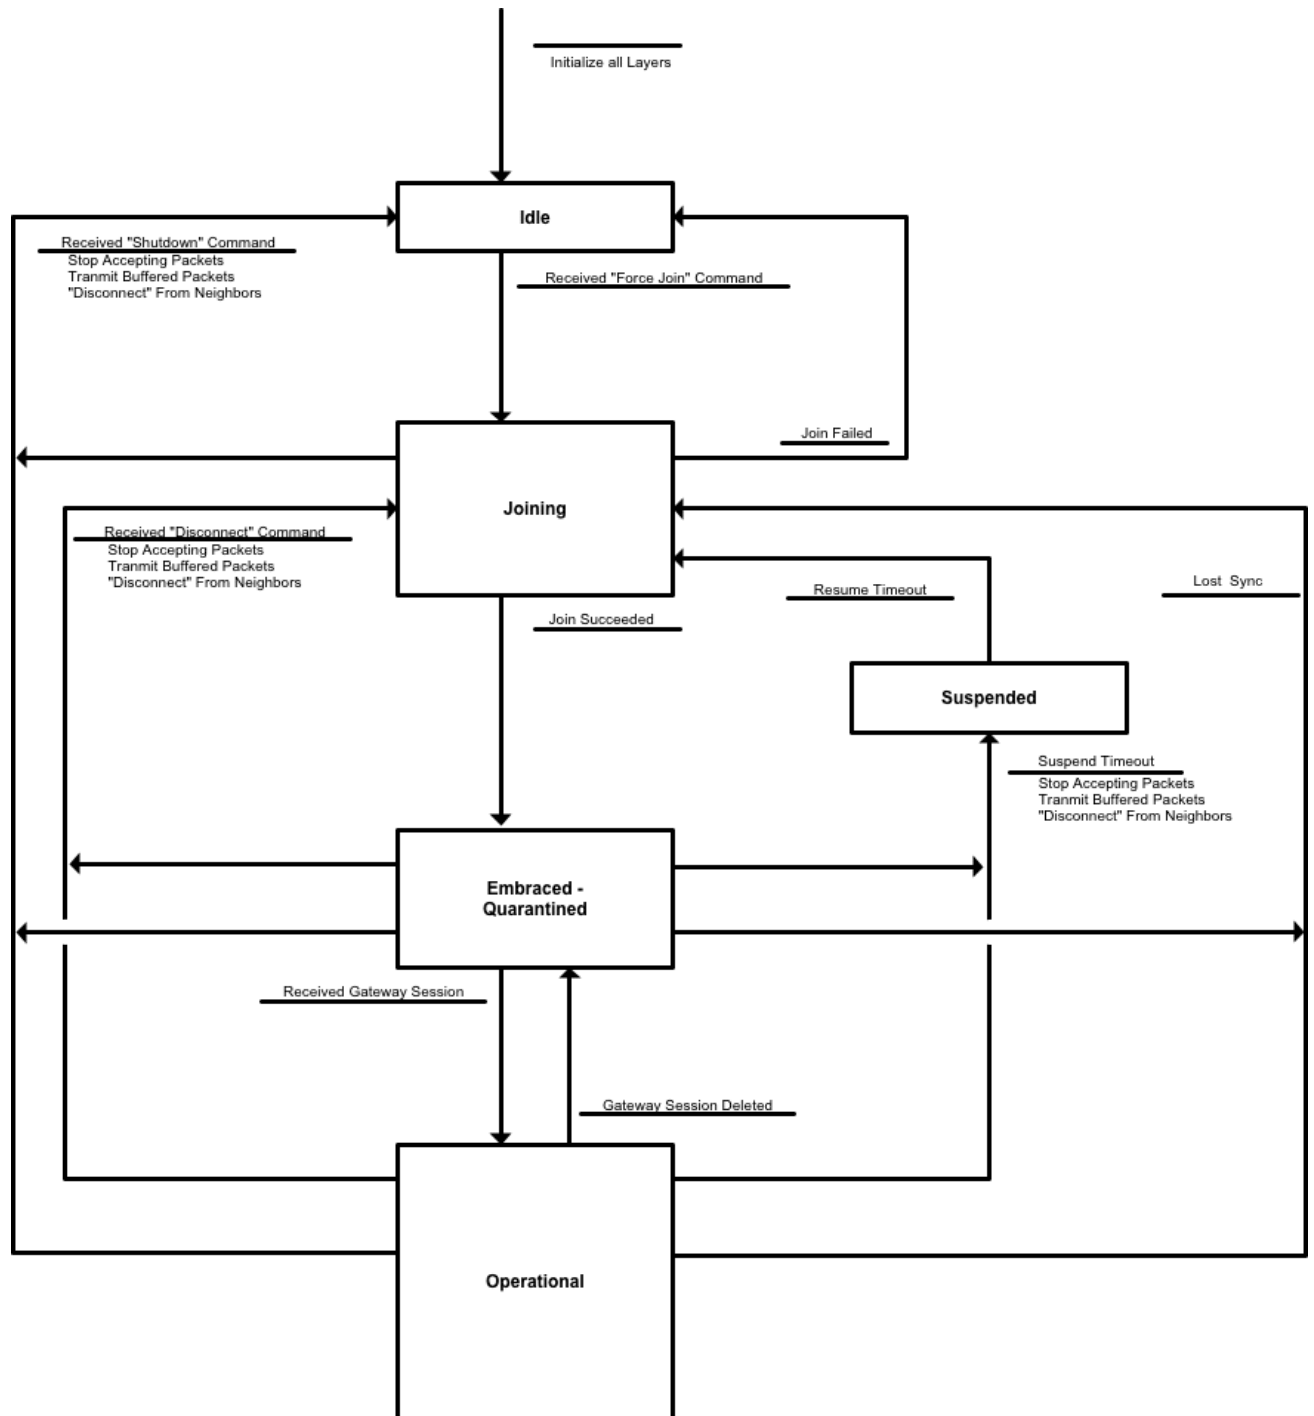 Initialize all Layers
Idle
Received "Shutdown" Command
Stop Accepting Packets
Tranmit Buffered Packets
"Disconnect" From Neighbors
Received "Force Join" Command
Join Failed
Joining
Received "Disconnect" Command
Stop Accepting Packets
Tranmit Buffered Packets
"Disconnect" From Neighbors
Resume Timeout
Lost Sync
Join Succeeded
Suspended
Suspend Timeout
Stop Accepting Packets
Tranmit Buffered Packets
"Disconnect" From Neighbors
Embraced -
Quarantined
Received Gateway Session
Gateway Session Deleted
Operational